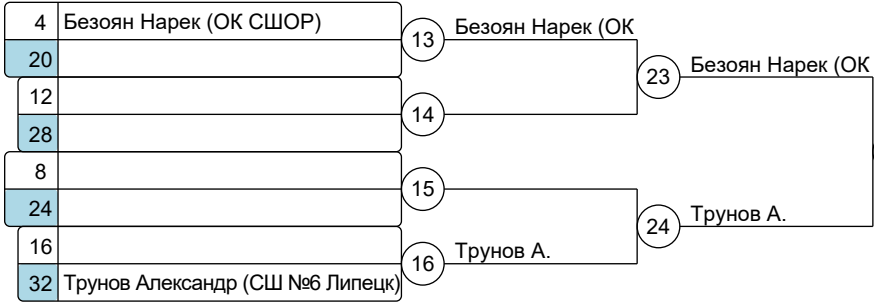 4 Безоян Нарек (ОК СШОР)
20
12
28
8
24
16
32 Трунов Александр (СШ №6 Липецк)
13 Безоян Нарек (ОК
14
15
16 Трунов А.
23 Безоян Нарек (ОК
24 Трунов А.